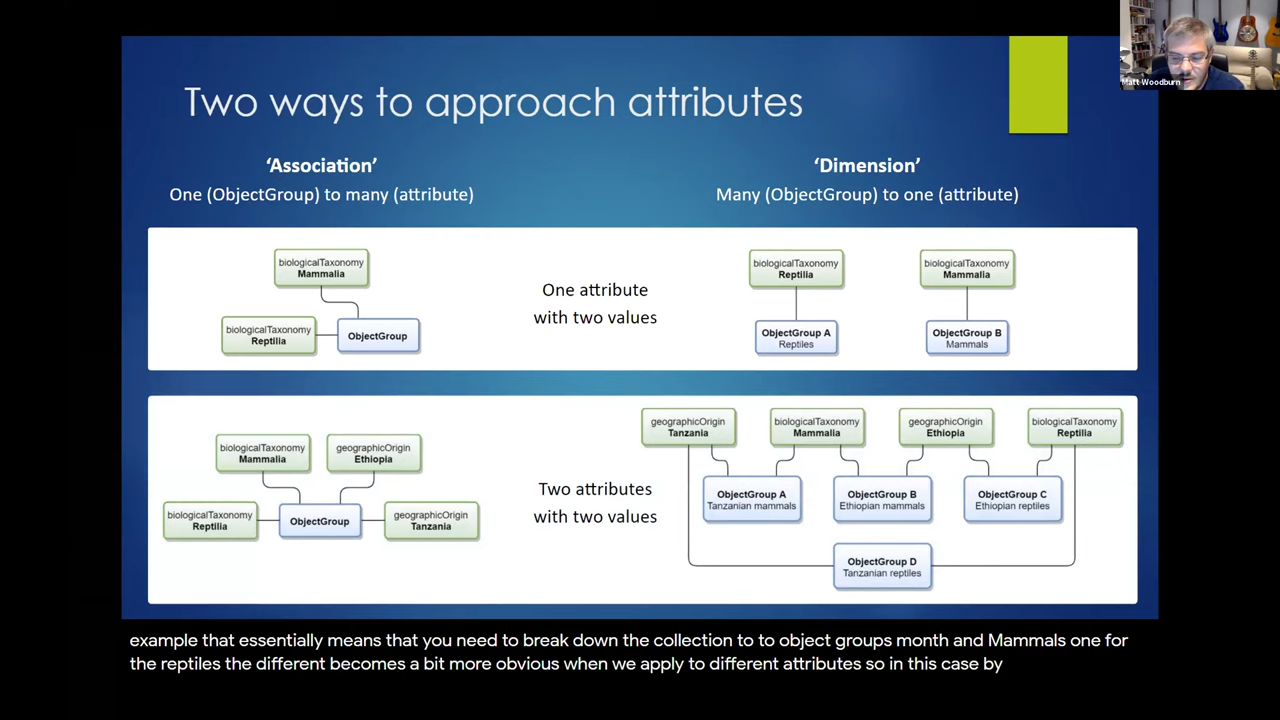 Matt Woodburn
Two ways to approach attributes
‘Association’
One (ObjectGroup) to many (attribute)
‘Dimension’
Many (ObjectGroup) to one (attribute)
biologicalTaxonomy
Mammalia
biologicalTaxonomy
Reptilia
ObjectGroup
One attribute
with two values
biologicalTaxonomy
Reptilia
ObjectGroup A
Reptiles
biologicalTaxonomy
Mammalia
ObjectGroup B
Mammals
biologicalTaxonomy
Mammalia
geographicOrigin
Ethiopia
biologicalTaxonomy
Reptilia
ObjectGroup
geographicOrigin
Tanzania
Two attributes
with two values
geographicOrigin
Tanzania
biologicalTaxonomy
Mammalia
geographicOrigin
Ethiopia
biologicalTaxonomy
Reptilia
ObjectGroup A
Tanzanian mammals
ObjectGroup B
Ethiopian mammals
ObjectGroup C
Ethiopian reptiles
ObjectGroup D
Tanzanian reptiles
example that essentially means that you need to break down the collection to to object groups month and Mammals one for
the reptiles the different becomes a bit more obvious when we apply to different attributes so in this case by